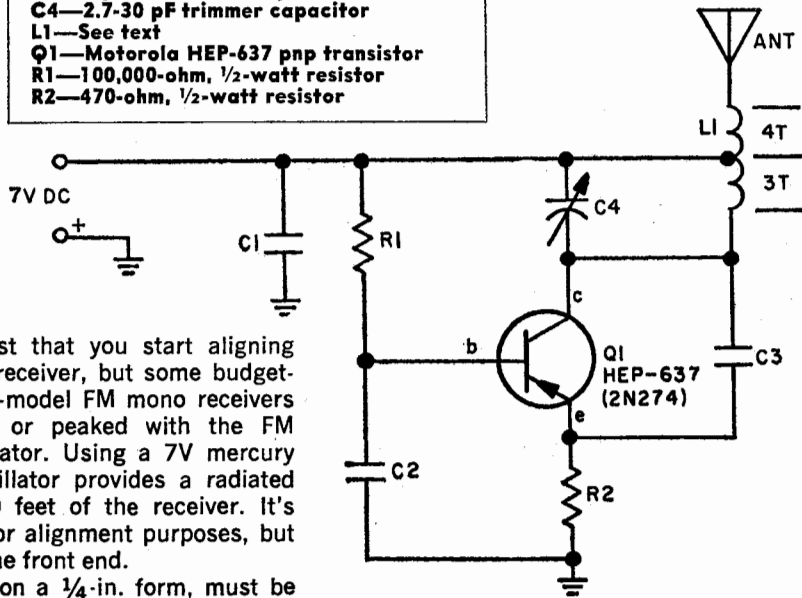 C4—2.7-30 pF trimmer capacitor
L1—See text
Q1—Motorola HEP-637 pnp transistor
R1—100,000-ohm, ½-watt resistor
R2—470-ohm, ½-watt resistor
ANT
L1
4T
3T
7V DC
+
C1
R1
C4
c
b
Q1
HEP-637
(2N274)
e
C3
C2
R2
st that you start aligning
receiver, but some budget-
-model FM mono receivers
or peaked with the FM
ator. Using a 7V mercury
illator provides a radiated
feet of the receiver. It's
or alignment purposes, but
e front end.
on a ¼-in. form, must be